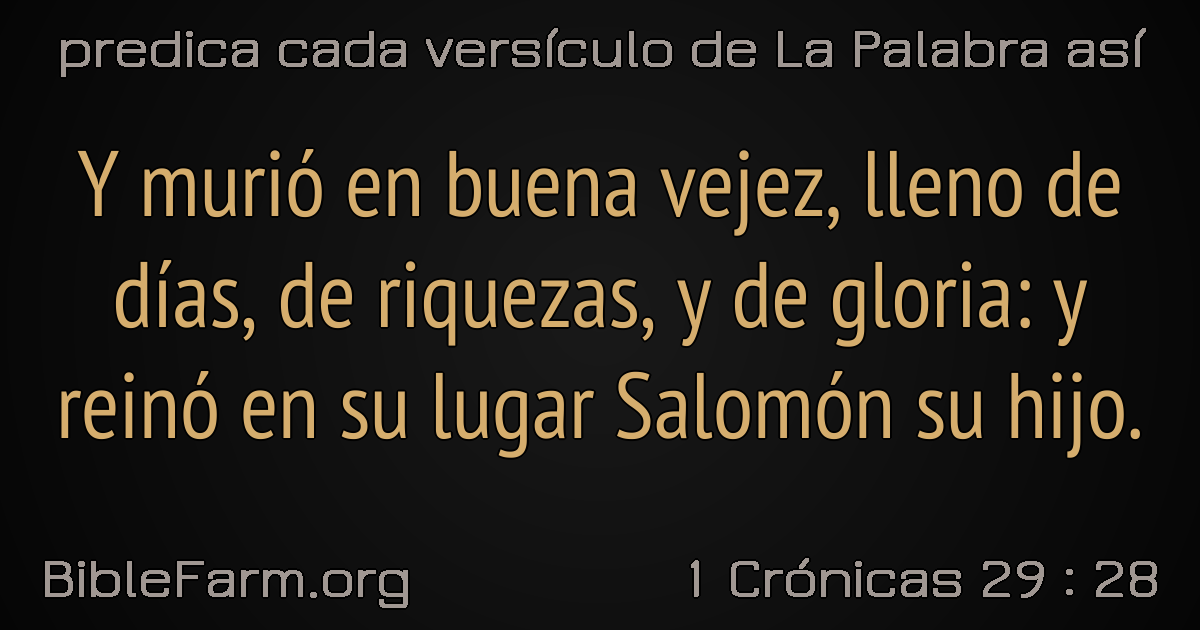 predica cada versículo de La Palabra así
Y murió en buena vejez, lleno de
días, de riquezas, y de gloria: y
reinó en su lugar Salomón su hijo.
BibleFarm.org
1 Crónicas 29 : 28